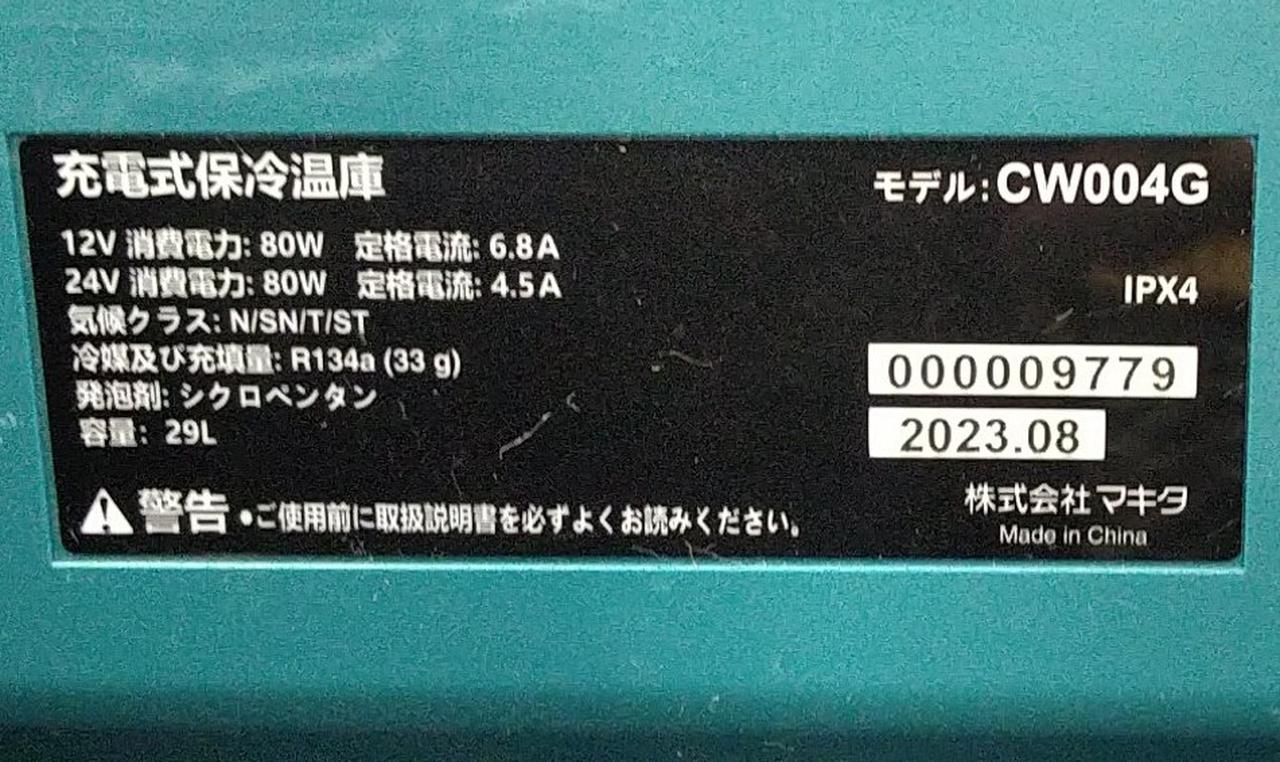 充電式保冷温庫
モデル:CW004G
12V 消費電力: 80W 定格電流: 6.8A
24V 消費電力: 80W 定格電流: 4.5A
IPX4
気候クラス: N/SN/T/ST
冷媒及び充填量: R134a (33 g)
000009779
発泡剤: シクロペンタン
容量: 29L
2023.08
警告 •ご使用前に取扱説明書を必ずよくお読みください。
株式会社マキタ
Made in China